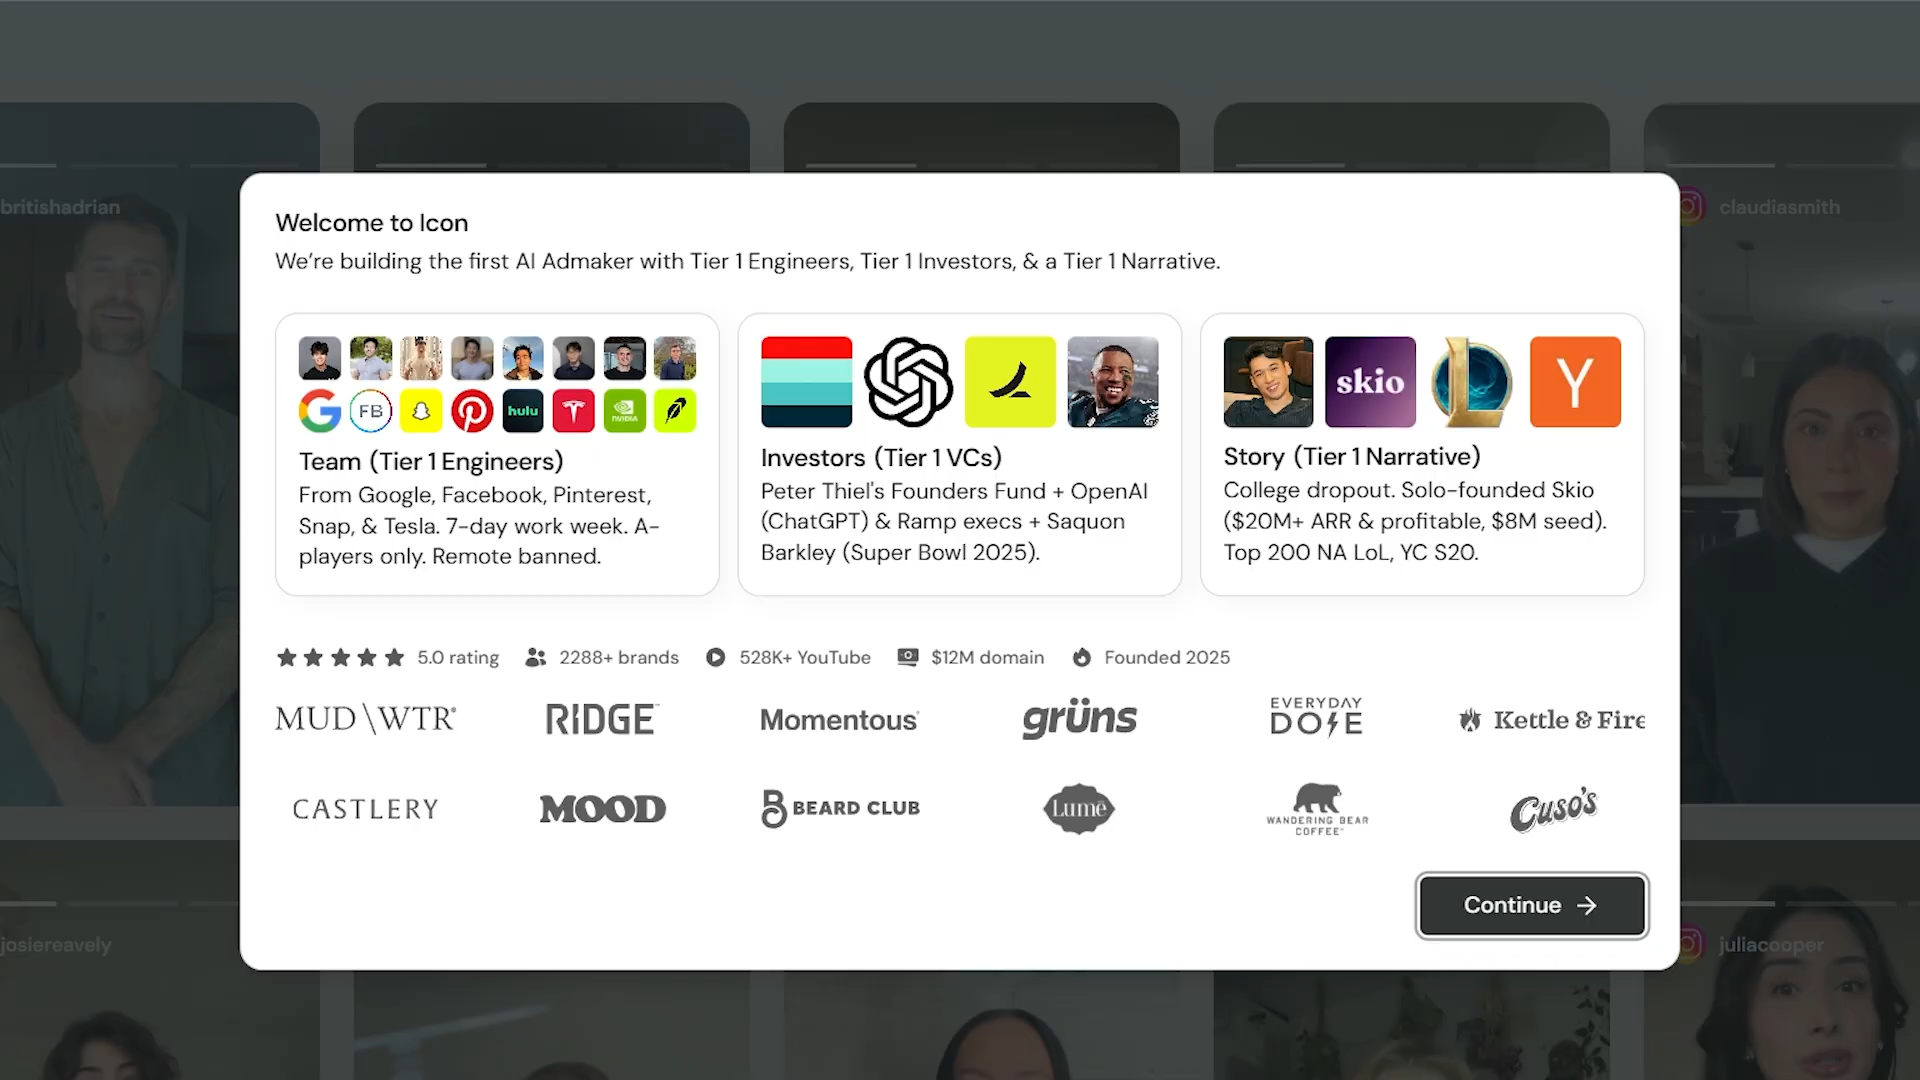 britishadrian
claudiasmith
Welcome to Icon
We’re building the first AI Admaker with Tier 1 Engineers, Tier 1 Investors, & a Tier 1 Narrative.
FB
hulu
NVIDIA
Team (Tier 1 Engineers)
From Google, Facebook, Pinterest,
Snap, & Tesla. 7-day work week. A-
players only. Remote banned.
Investors (Tier 1 VCs)
Peter Thiel's Founders Fund + OpenAI
(ChatGPT) & Ramp execs + Saquon
Barkley (Super Bowl 2025).
skio
Y
Story (Tier 1 Narrative)
College dropout. Solo-founded Skio
($20M+ ARR & profitable, $8M seed).
Top 200 NA LoL, YC S20.
5.0 rating
2288+ brands
528K+ YouTube
$12M domain
Founded 2025
MUD\WTR
RIDGE
Momentous
grüns
EVERYDAY
DOSE
Kettle & Fire
CASTLERY
MOOD
BEARD CLUB
Lumē
WANDERING BEAR
COFFEE
Cuso's
Continue →
josiereavely
juliacooper